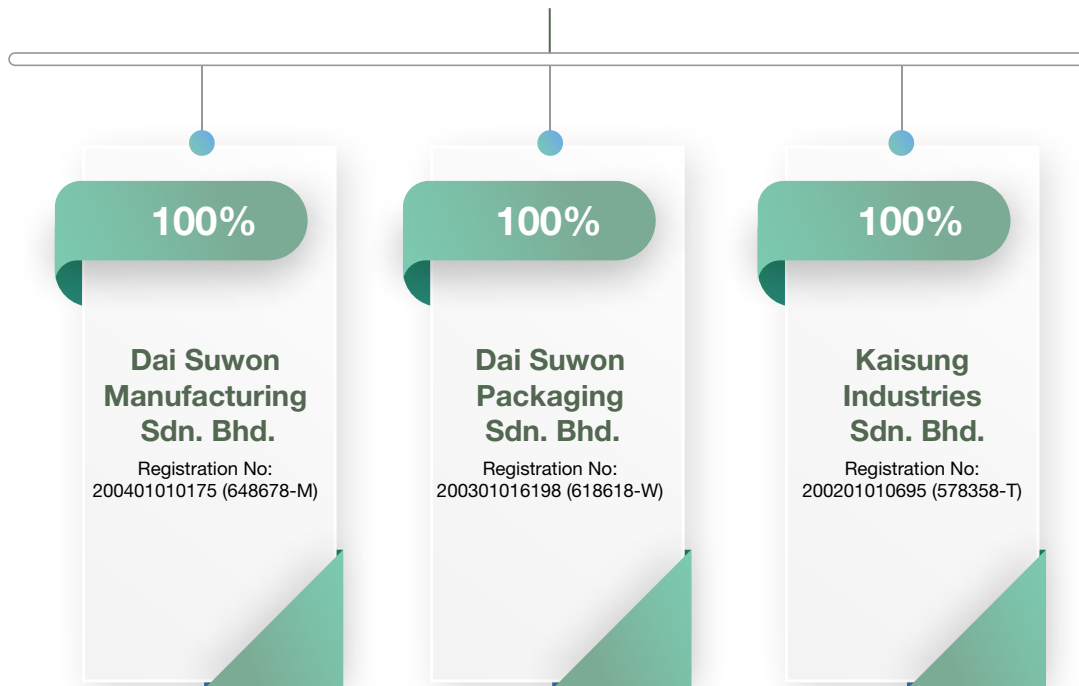 100%
Dai Suwon
Manufacturing
Sdn. Bhd.
Registration No:
200401010175 (648678-M)
100%
Dai Suwon
Packaging
Sdn. Bhd.
Registration No:
200301016198 (618618-W)
100%
Kaisung
Industries
Sdn. Bhd.
Registration No:
200201010695 (578358-T)